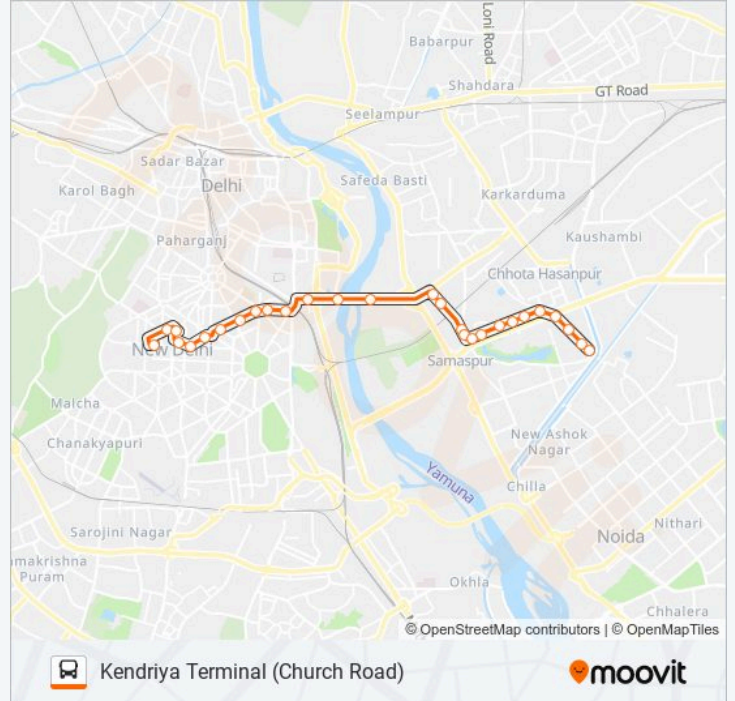 Loni Road
Babarpur
Shahdara
GT Road
Seelampur
Sadar Bazar
Safeda Basti
Karol Bagh
Delhi
Karkarduma
Paharganj
Kaushambi
Chhota Hasanpur
New Delhi
Samaspur
Malcha
Chanakyapuri
New Ashok
Nagar
Yamuna
Chilla
Sarojini Nagar
Nithari
Noida
amakrishna
Puram
Okhla
Chhalera
© OpenStreetMap contributors | © OpenMapTiles
Kendriya Terminal (Church Road)
moovit